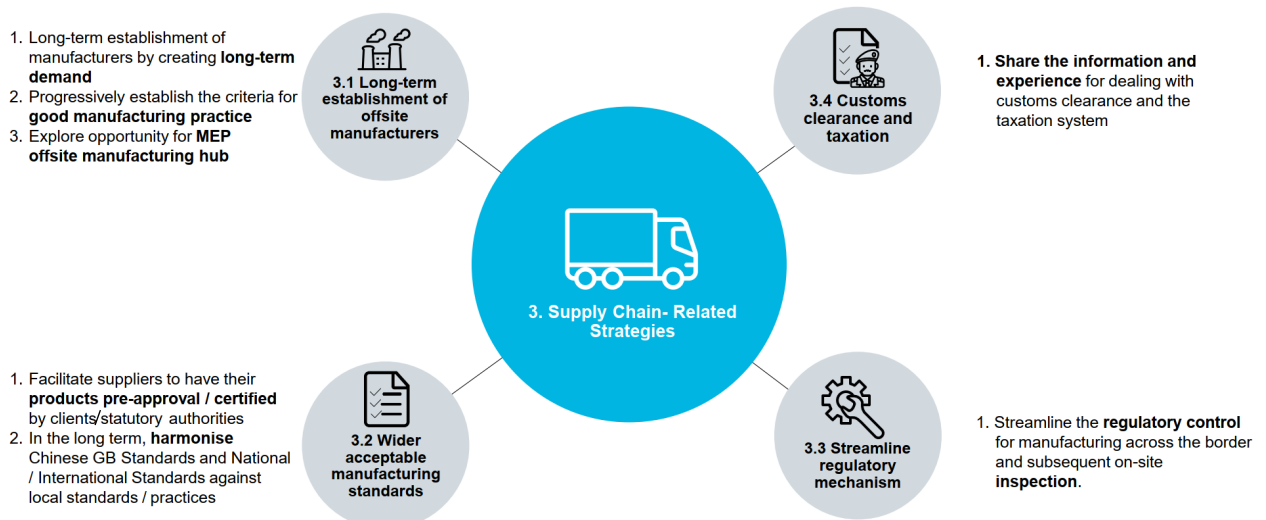 1. Long-term establishment of
manufacturers by creating long-term
demand
2. Progressively establish the criteria for
good manufacturing practice
3. Explore opportunity for MEP
offsite manufacturing hub
3.1 Long-term
establishment of
offsite
manufacturers
3.4 Customs
clearance and
taxation
1. Share the information and
experience for dealing with
customs clearance and the
taxation system
3. Supply Chain- Related
Strategies
1. Facilitate suppliers to have their
products pre-approval / certified
by clients/statutory authorities
2. In the long term, harmonise
Chinese GB Standards and National
/ International Standards against
local standards / practices
3.2 Wider
acceptable
manufacturing
standards
3.3 Streamline
regulatory
mechanism
1. Streamline the regulatory control
for manufacturing across the border
and subsequent on-site
inspection.